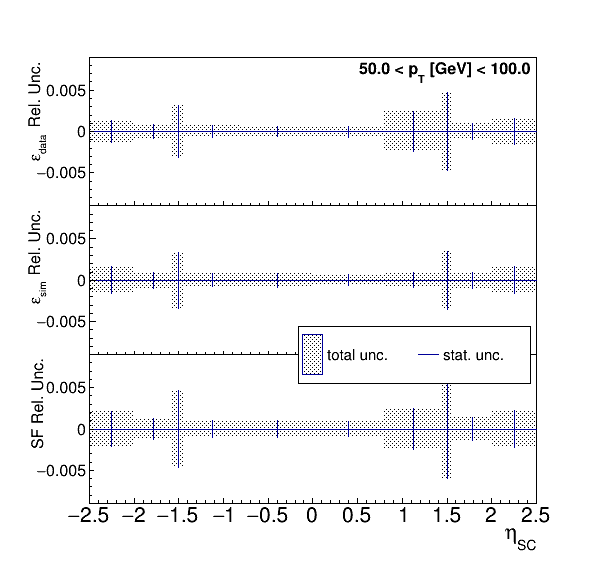 50.0 < p_T [GeV] < 100.0
ε_data Rel. Unc.
0.005
0
−0.005
ε_sim Rel. Unc.
0.005
0
−0.005
total unc.
stat. unc.
SF Rel. Unc.
0.005
0
−0.005
−2.5 −2 −1.5 −1 −0.5 0 0.5 1 1.5 2 2.5
η_SC